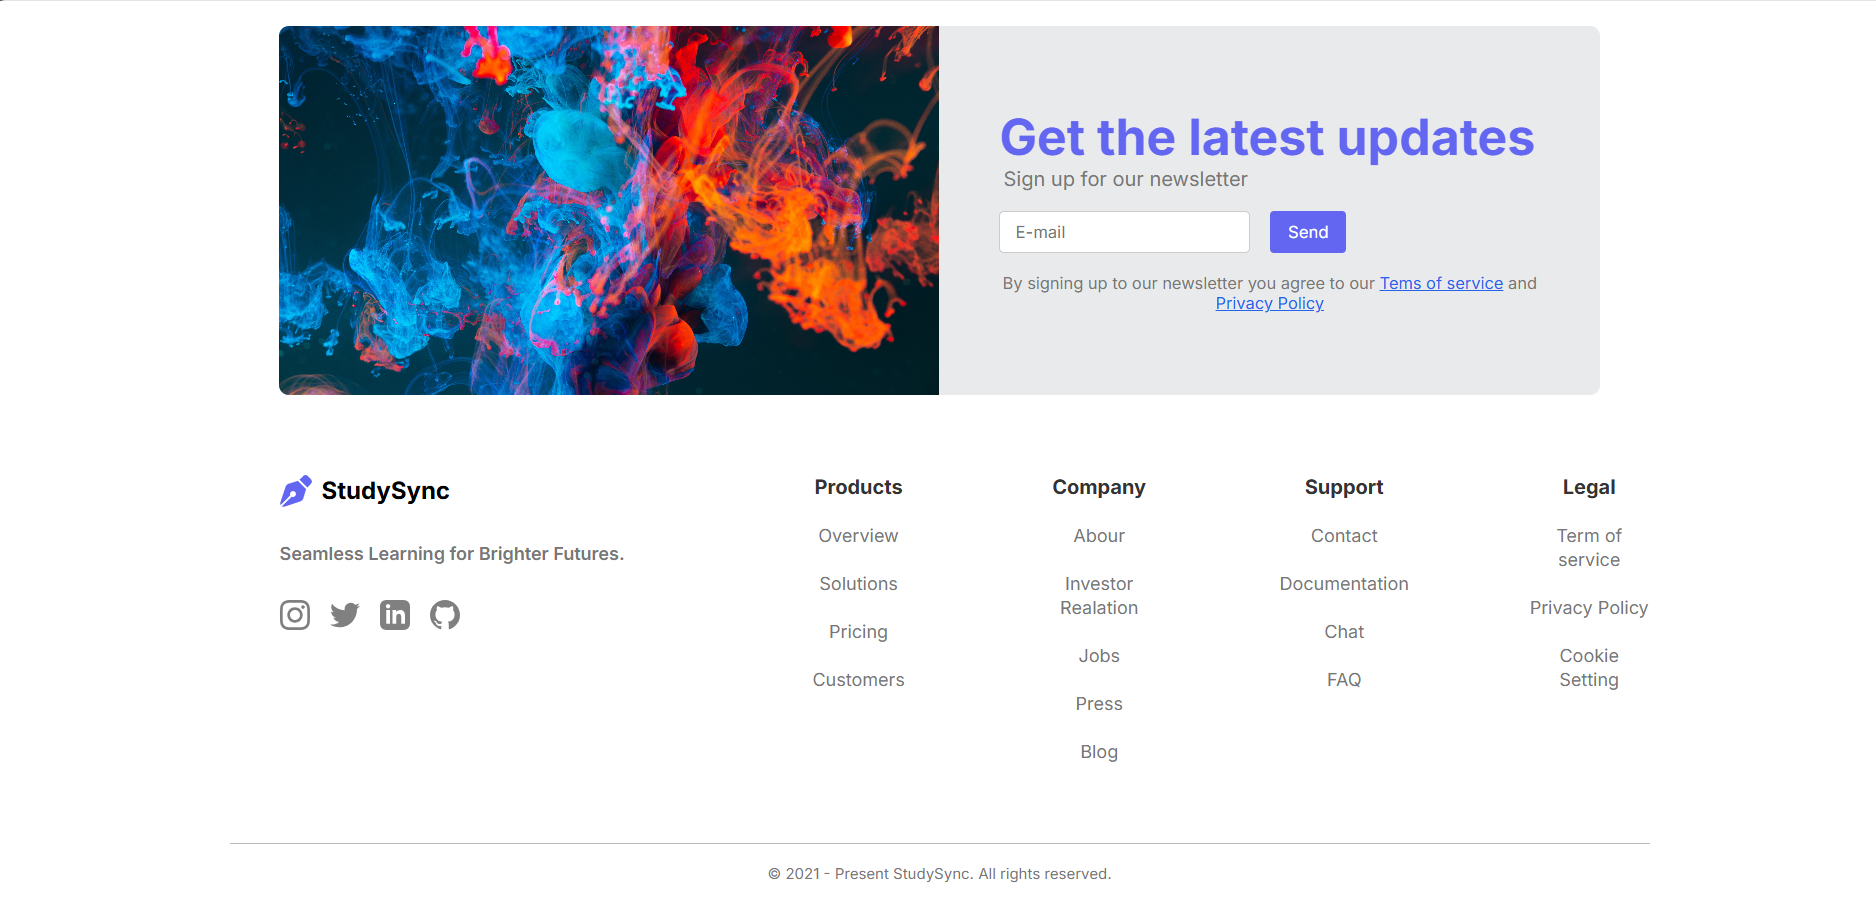 Get the latest updates
Sign up for our newsletter
E-mail
Send
By signing up to our newsletter you agree to our Tems of service and
Privacy Policy
StudySync
Seamless Learning for Brighter Futures.
Products
Overview
Solutions
Pricing
Customers
Company
Abour
Investor
Realation
Jobs
Press
Blog
Support
Contact
Documentation
Chat
FAQ
Legal
Term of
service
Privacy Policy
Cookie
Setting
© 2021 - Present StudySync. All rights reserved.